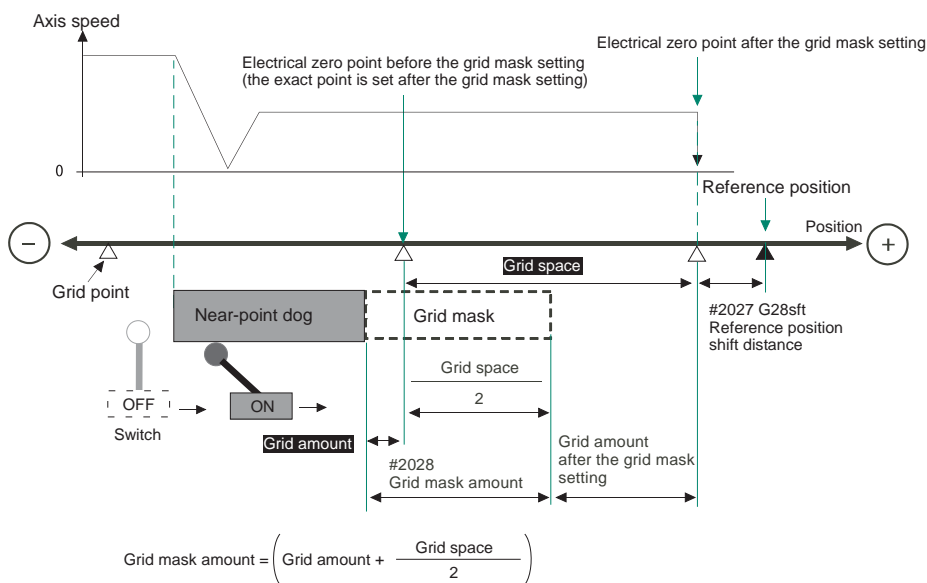 Axis speed
Electrical zero point after the grid mask setting
Electrical zero point before the grid mask setting
(the exact point is set after the grid mask setting)
0
Reference position
Position
−
+
Grid space
Grid point
#2027 G28sft
Reference position
shift distance
Near-point dog
Grid mask
Grid space
2
OFF
ON
Switch
Grid amount
Grid amount
after the grid mask
setting
#2028
Grid mask amount
Grid mask amount = ( Grid amount + Grid space
2 )